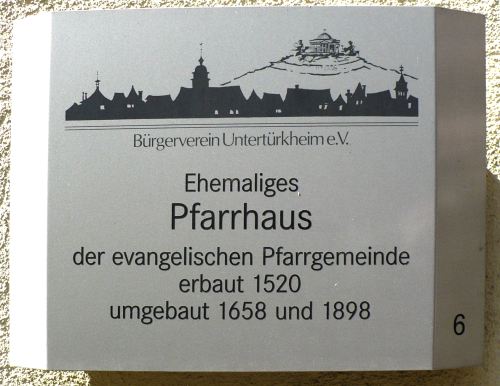 Bürgerverein Untertürkheim e.V.
Ehemaliges
Pfarrhaus
der evangelischen Pfarrgemeinde
erbaut 1520
umgebaut 1658 und 1898
6